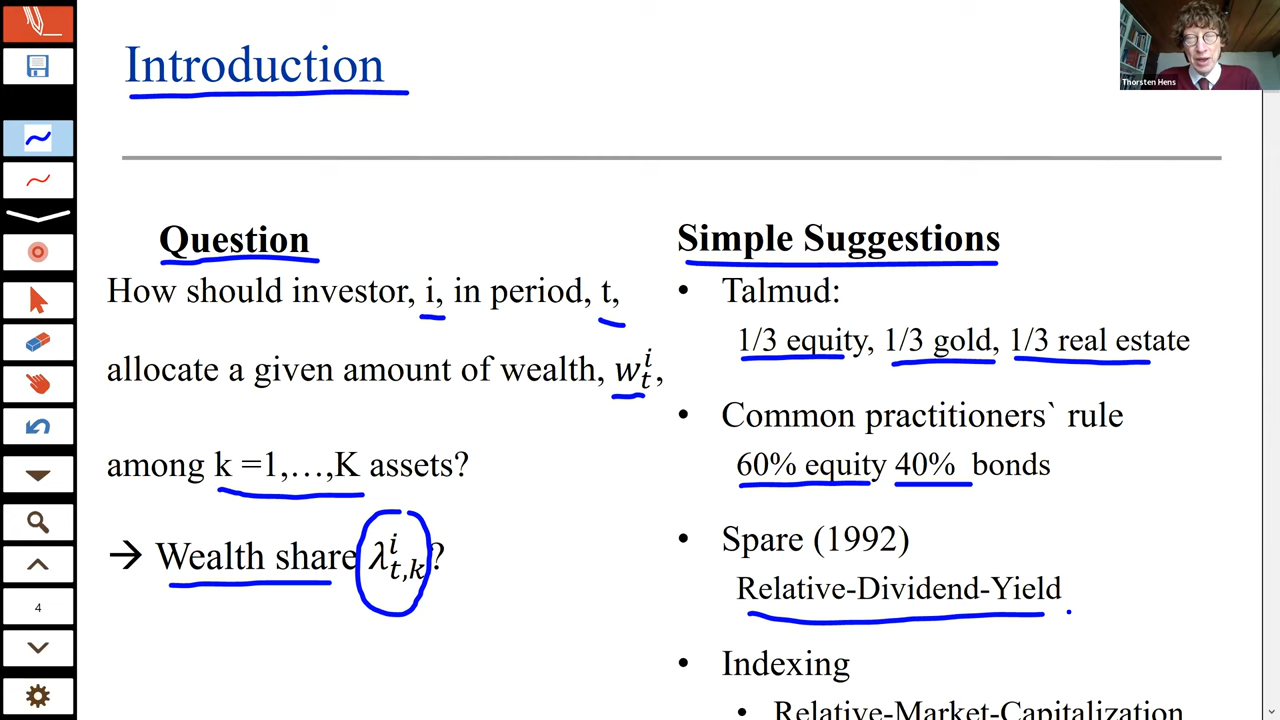 Introduction
Thorsten Hens
Question
How should investor, i, in period, t,
allocate a given amount of wealth, $w_t^i$,
among k =1,…,K assets?
→ Wealth share $\lambda_{t,k}^i$?
Simple Suggestions
• Talmud:
1/3 equity, 1/3 gold, 1/3 real estate
• Common practitioners` rule
60% equity 40% bonds
• Spare (1992)
Relative-Dividend-Yield
• Indexing
• Relative-Market-Capitalization
4